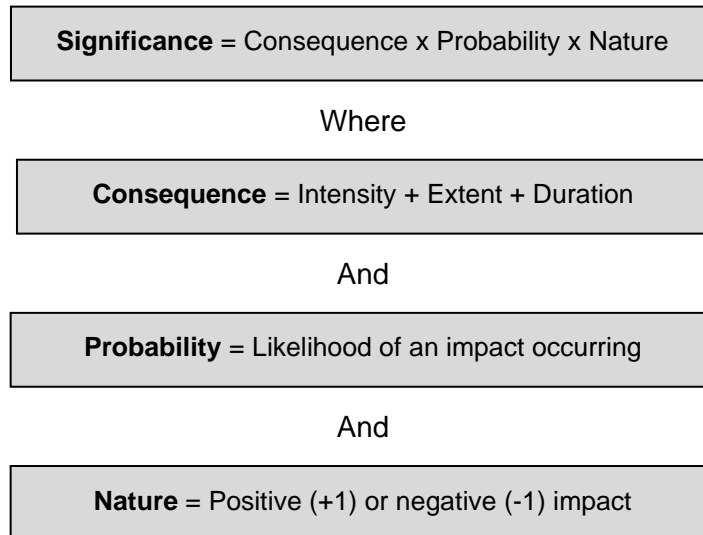 Significance = Consequence x Probability x Nature
Where
Consequence = Intensity + Extent + Duration
And
Probability = Likelihood of an impact occurring
And
Nature = Positive (+1) or negative (-1) impact